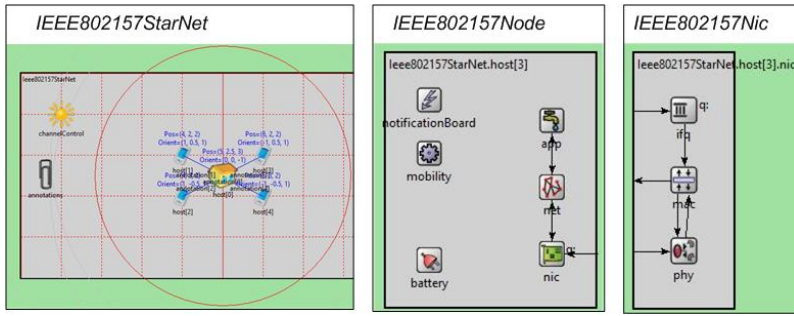 IEEE802157StarNet
Ieee802157StarNet
channelControl
annotations
Pos=(4, 2, 2)
Orient=(1, 0.5, 1)
Pos=(6, 2, 2)
Orient=(-1, 0.5, 1)
Pos=(5, 2.5, 3)
Orient=(0, 0, -1)
host[1]
host[0]
host[2]
host[4]
IEEE802157Node
Ieee802157StarNet.host[3]
notificationBoard
mobility
battery
app
net
q:
nic
IEEE802157Nic
Ieee802157StarNet.host[3].nic
q:
ifq
mac
phy